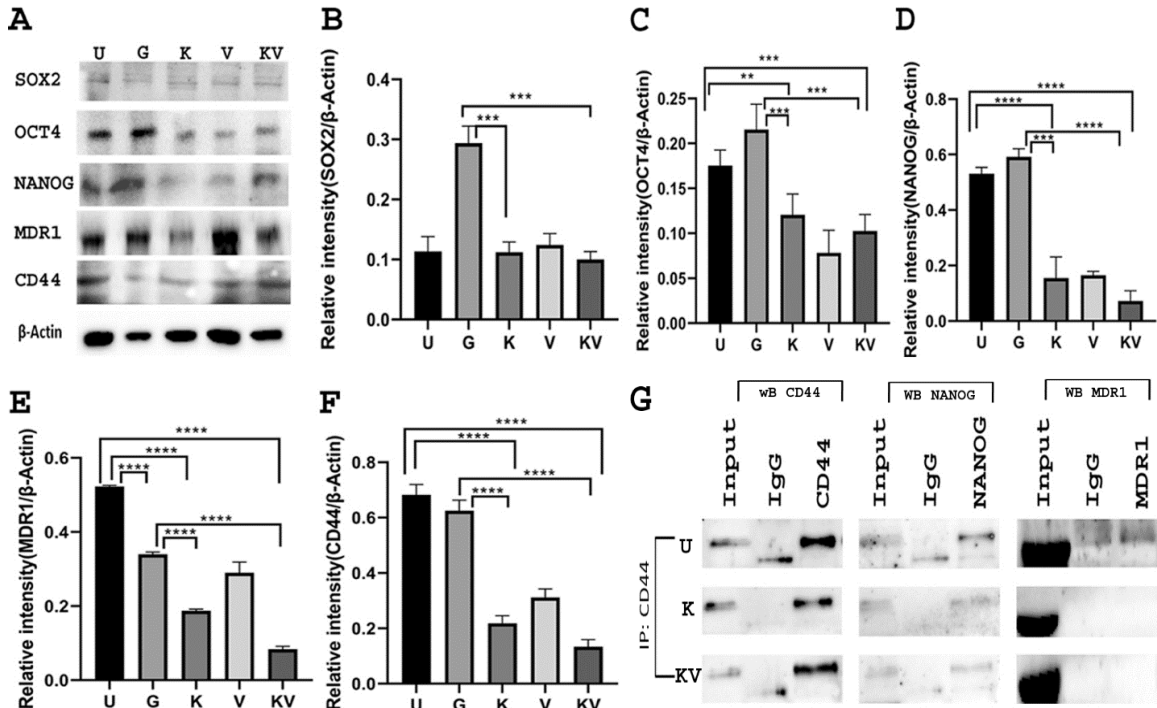 A
U G K V KV
SOX2
OCT4
NANOG
MDR1
CD44
β-Actin
B
Relative intensity(SOX2/β-Actin)
0.4
0.3
0.2
0.1
0.0
***
***
U G K V KV
C
Relative intensity(OCT4/β-Actin)
0.25
0.20
0.15
0.10
0.05
0.00
***
**
***
***
U G K V KV
D
Relative intensity(NANOG/β-Actin)
0.8
0.6
0.4
0.2
0.0
****
****
****
***
U G K V KV
E
Relative intensity(MDR1/β-Actin)
0.6
0.4
0.2
0.0
****
****
****
****
****
U G K V KV
F
Relative intensity(CD44/β-Actin)
0.8
0.6
0.4
0.2
0.0
****
****
****
****
U G K V KV
G
wB CD44 WB NANOG WB MDR1
Input IgG CD44 Input IgG NANOG Input IgG MDR1
IP: CD44
U
K
KV